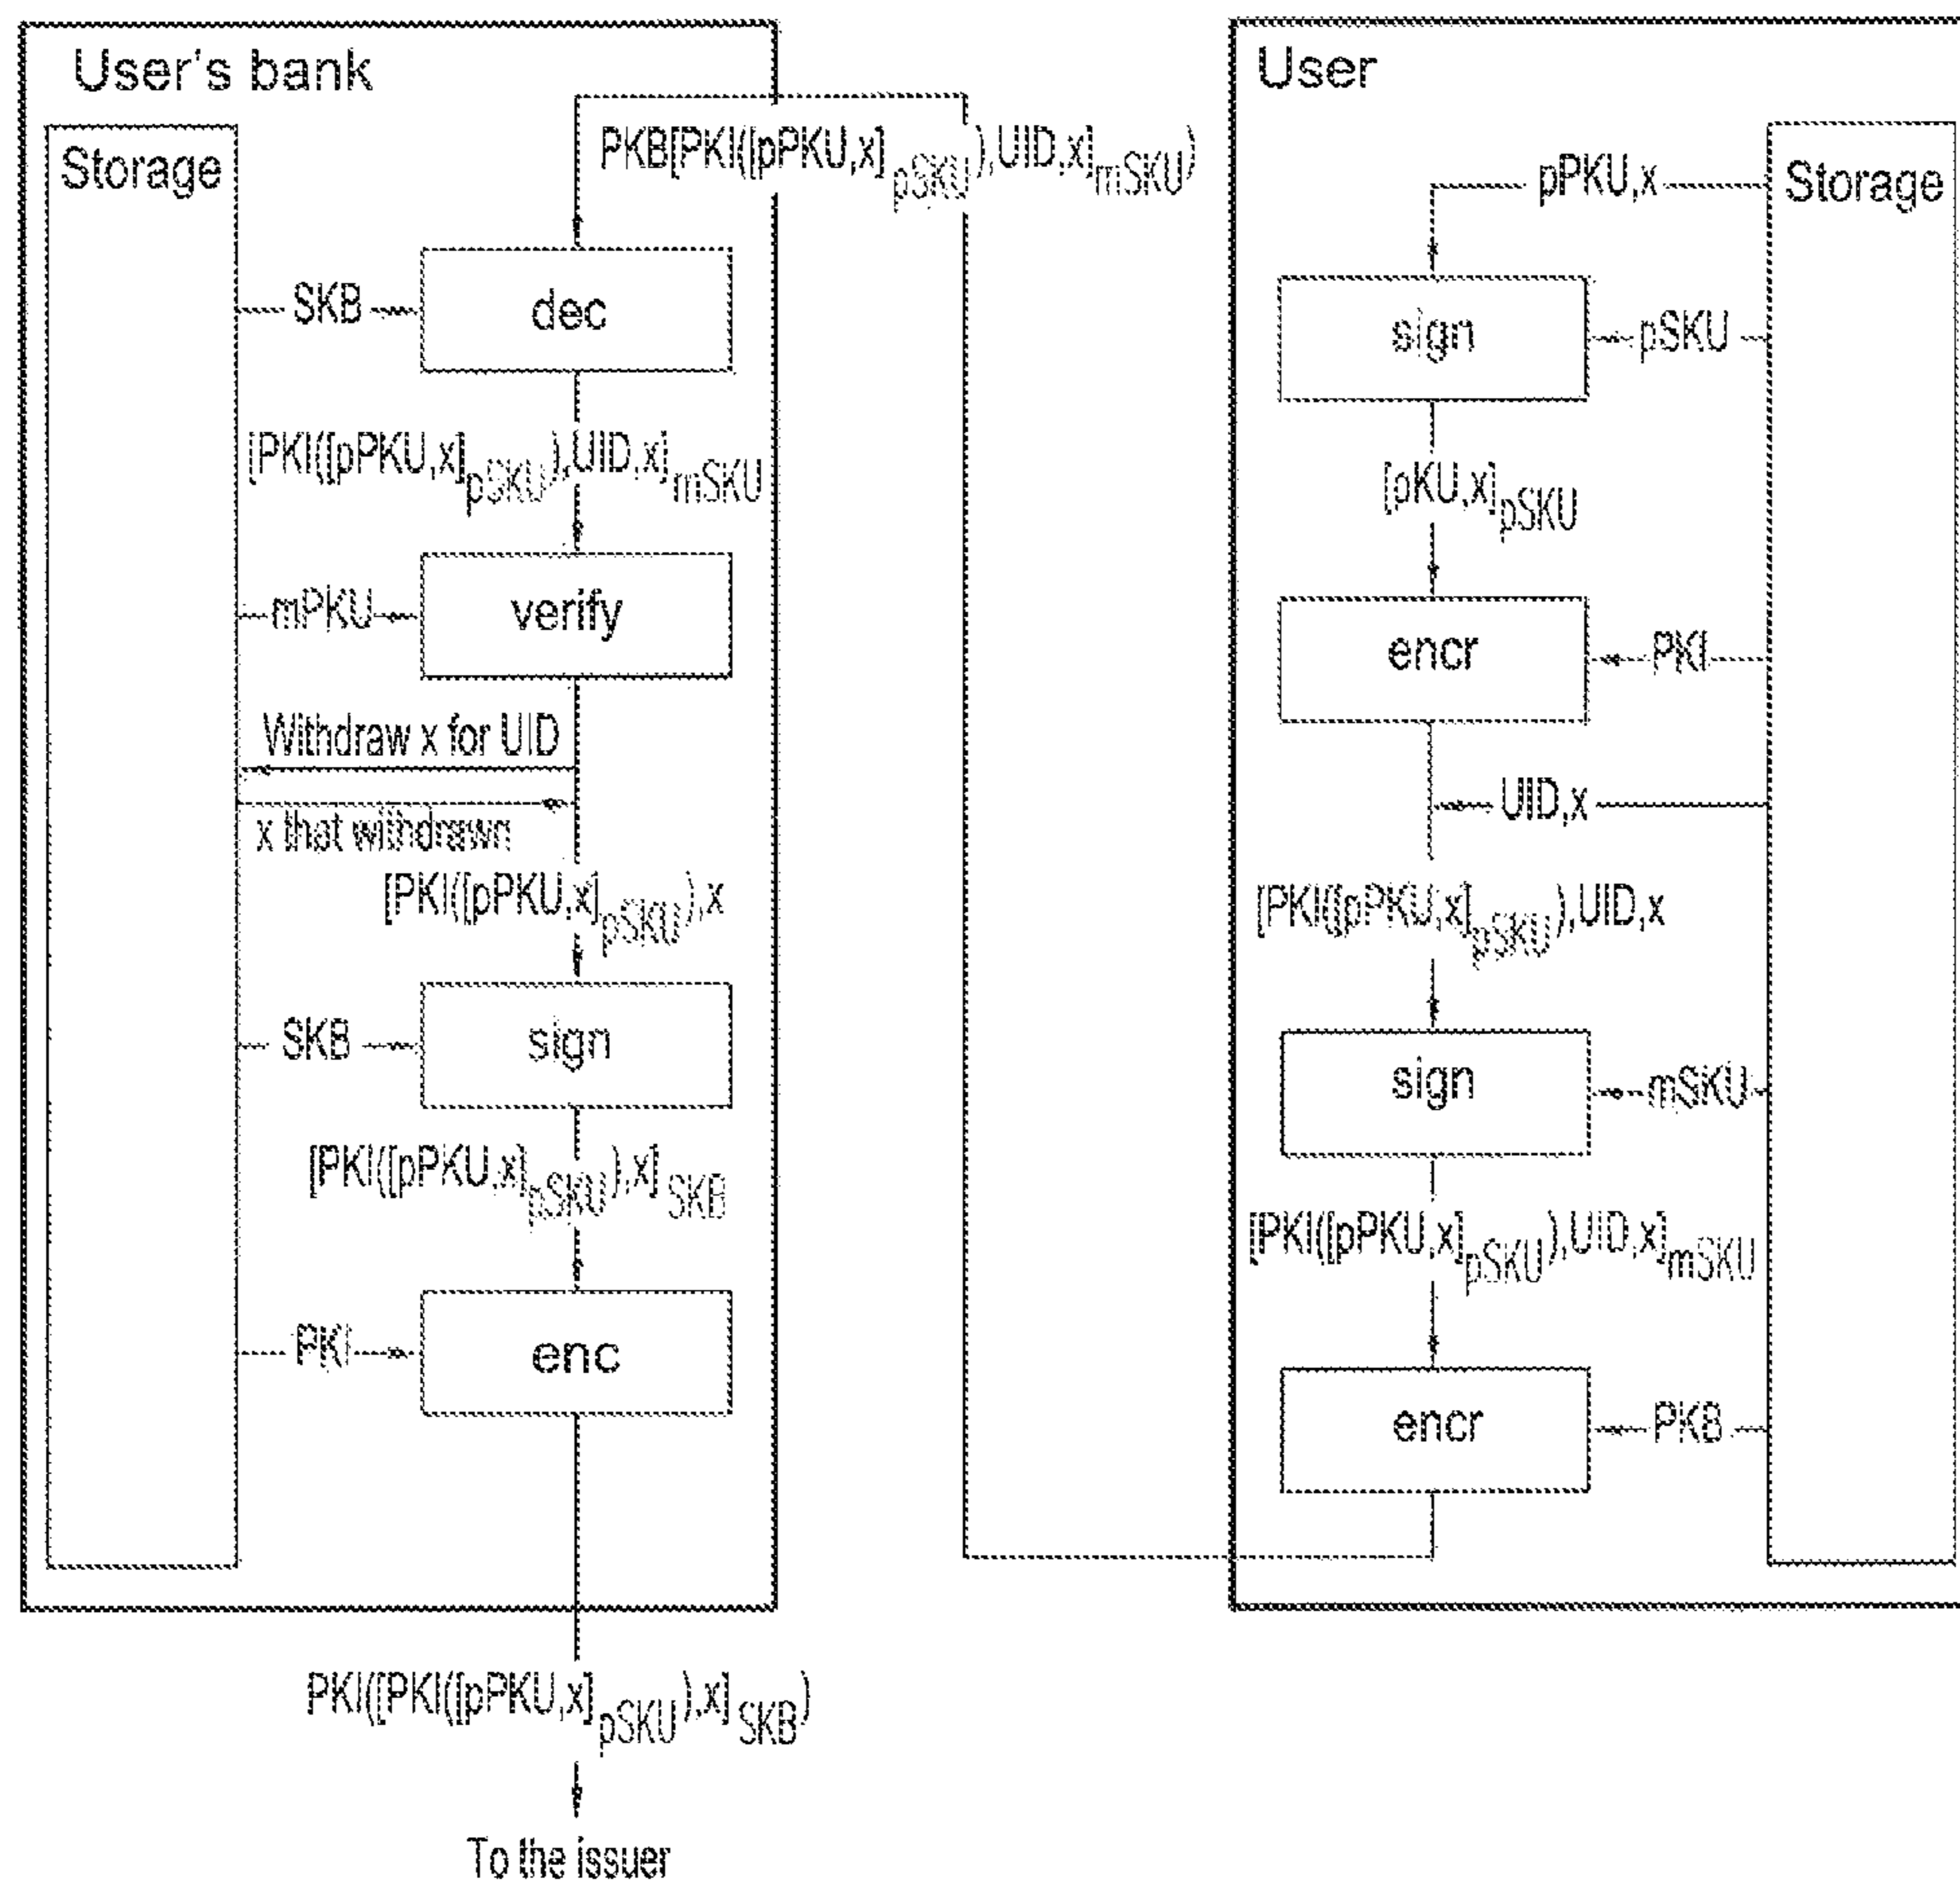 User's bank
Storage
PKB[PKI([pPKU,x]pSKU),UID,x]mSKU)
SKB
dec
[PKI([pPKU,x]pSKU),UID,x]mSKU
mPKU
verify
Withdraw x for UID
x that withdrawn
[PKI([pPKU,x]pSKU),x
SKB
sign
[PKI([pPKU,x]pSKU),x]SKB
PKI
enc
PKI([PKI([pPKU,x]pSKU),x]SKB)
To the issuer
User
Storage
pPKU,x
sign
pSKU
[pKU,x]pSKU
encr
PKI
UID,x
[PKI([pPKU,x]pSKU),UID,x
sign
mSKU
[PKI([pPKU,x]pSKU),UID,x]mSKU
encr
PKB